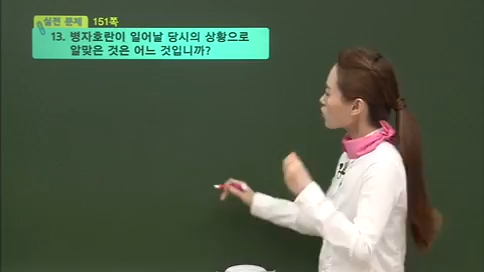 실전 문제 151쪽
13. 병자호란이 일어날 당시의 상황으로
알맞은 것은 어느 것입니까?